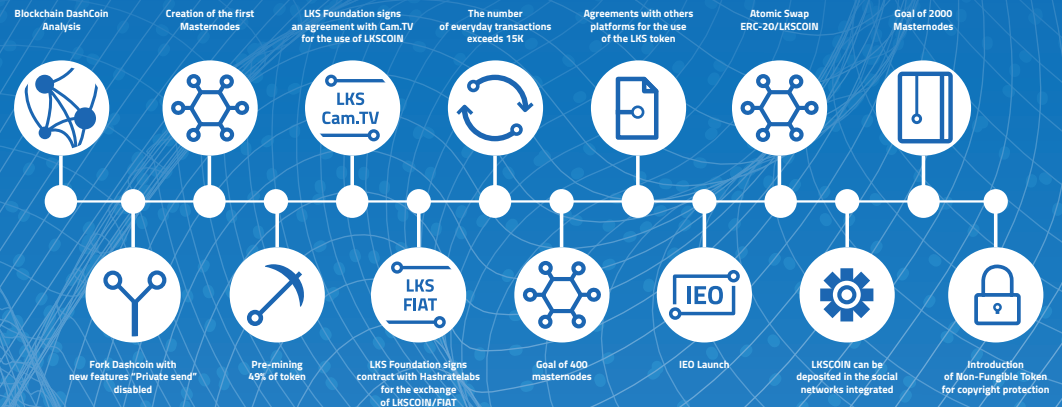 Blockchain DashCoin
Analysis
Creation of the first
Masternodes
LKS Foundation signs
an agreement with Cam.TV
for the use of LKSCOIN
The number
of everyday transactions
exceeds 15K
Agreements with others
platforms for the use
of the LKS token
Atomic Swap
ERC-20/LKSCOIN
Goal of 2000
Masternodes
LKS
Cam.TV
LKS
FIAT
IEO
Fork Dashcoin with
new features "Private send"
disabled
Pre-mining
49% of token
LKS Foundation signs
contract with Hashratelabs
for the exchange
of LKSCOIN/FIAT
Goal of 400
masternodes
IEO Launch
LKSCOIN can be
deposited in the social
networks integrated
Introduction
of Non-Fungible Token
for copyright protection